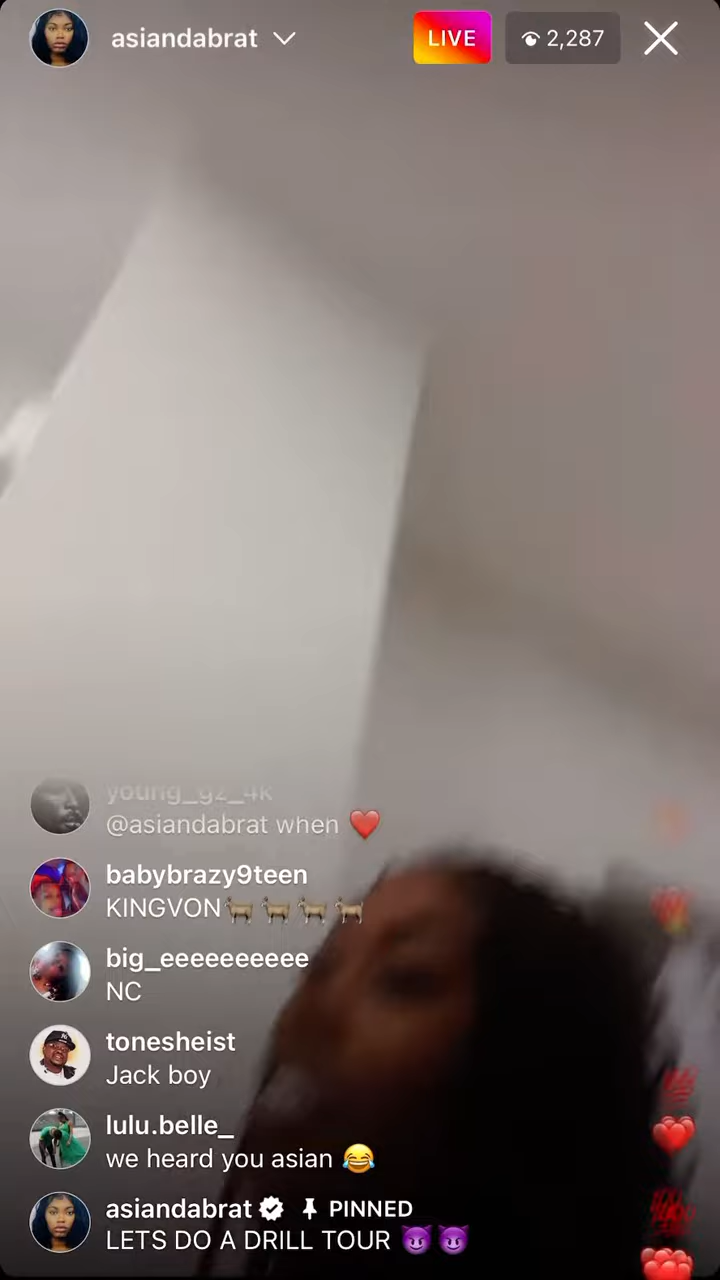 asiandabrat
LIVE
2,287
young_gz_4k
@asiandabrat when ❤️
babybrazy9teen
KINGVON🐐🐐🐐🐐
big_eeeeeeeeee
NC
tonesheist
Jack boy
lulu.belle_
we heard you asian 😂
asiandabrat PINNED
LETS DO A DRILL TOUR 😈😈